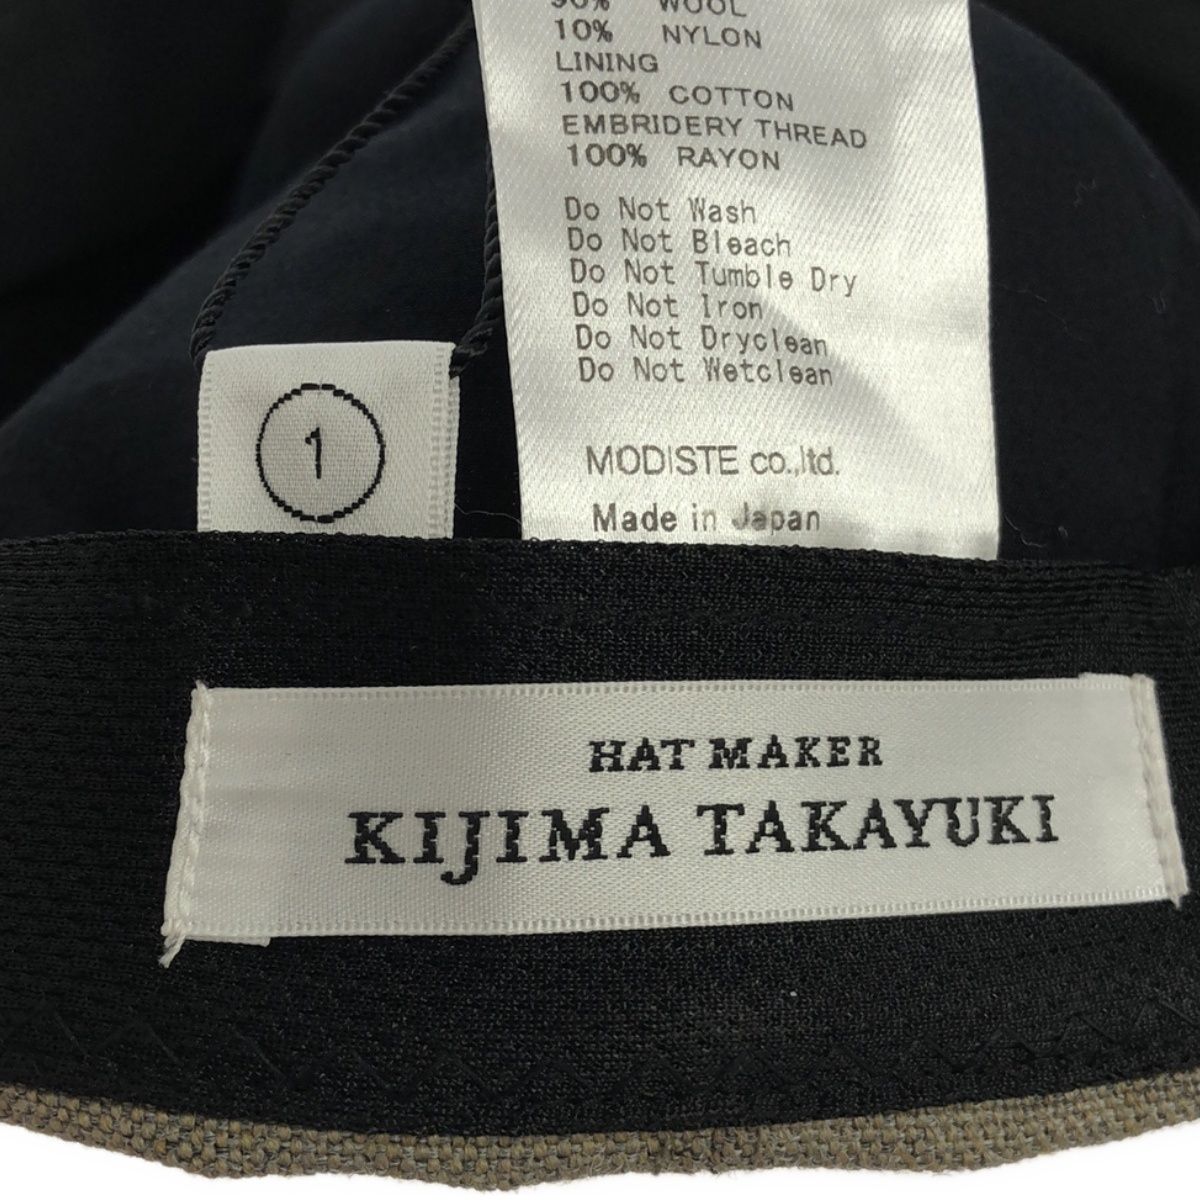 90% WOOL
10% NYLON
LINING
100% COTTON
EMBRIDERY THREAD
100% RAYON
Do Not Wash
Do Not Bleach
Do Not Tumble Dry
Do Not Iron
Do Not Dryclean
Do Not Wetclean
MODISTE co.,ltd.
Made in Japan
1
HAT MAKER
KIJIMA TAKAYUKI